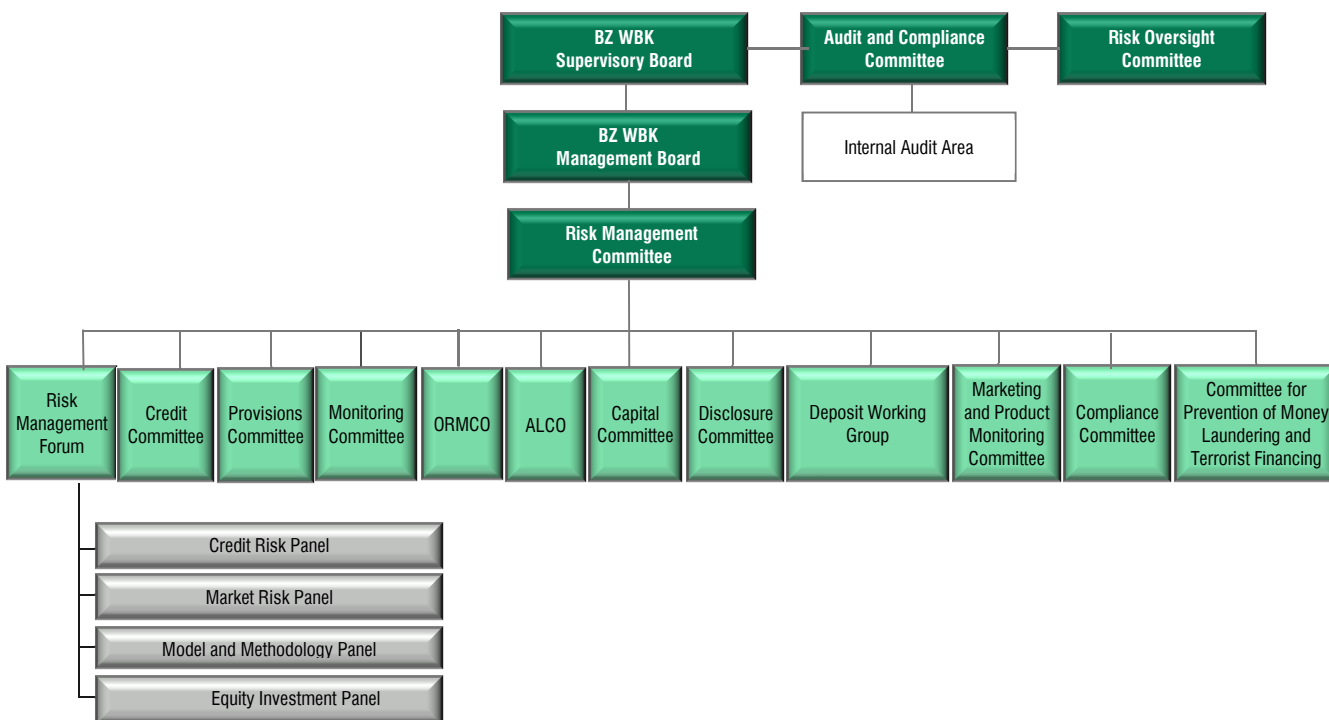 BZ WBK
Supervisory Board
Audit and Compliance
Committee
Risk Oversight
Committee
BZ WBK
Management Board
Internal Audit Area
Risk Management
Committee
Risk
Management
Forum
Credit
Committee
Provisions
Committee
Monitoring
Committee
ORMCO
ALCO
Capital
Committee
Disclosure
Committee
Deposit Working
Group
Marketing
and Product
Monitoring
Committee
Compliance
Committee
Committee for
Prevention of Money
Laundering and
Terrorist Financing
Credit Risk Panel
Market Risk Panel
Model and Methodology Panel
Equity Investment Panel